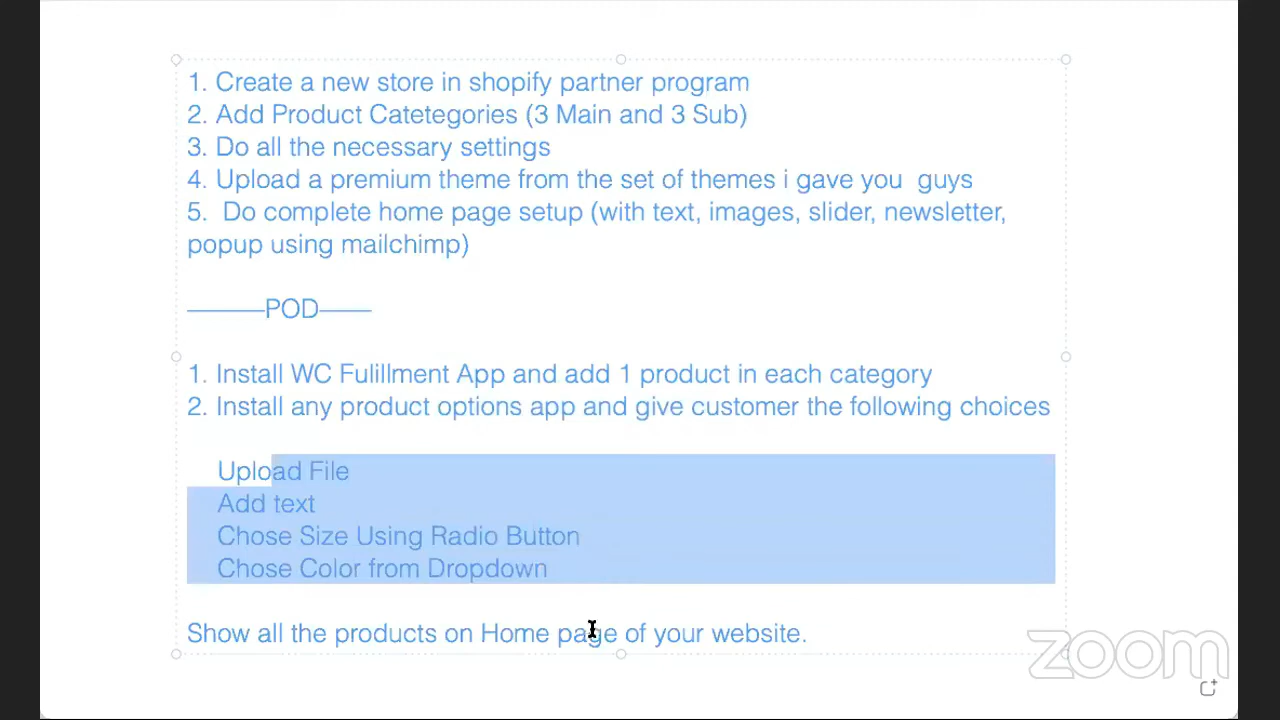 1. Create a new store in shopify partner program
2. Add Product Catetegories (3 Main and 3 Sub)
3. Do all the necessary settings
4. Upload a premium theme from the set of themes i gave you  guys
5.  Do complete home page setup (with text, images, slider, newsletter,
popup using mailchimp)
———POD——
1. Install WC Fulillment App and add 1 product in each category
2. Install any product options app and give customer the following choices
Upload File
Add text
Chose Size Using Radio Button
Chose Color from Dropdown
Show all the products on Home page of your website.
zoom